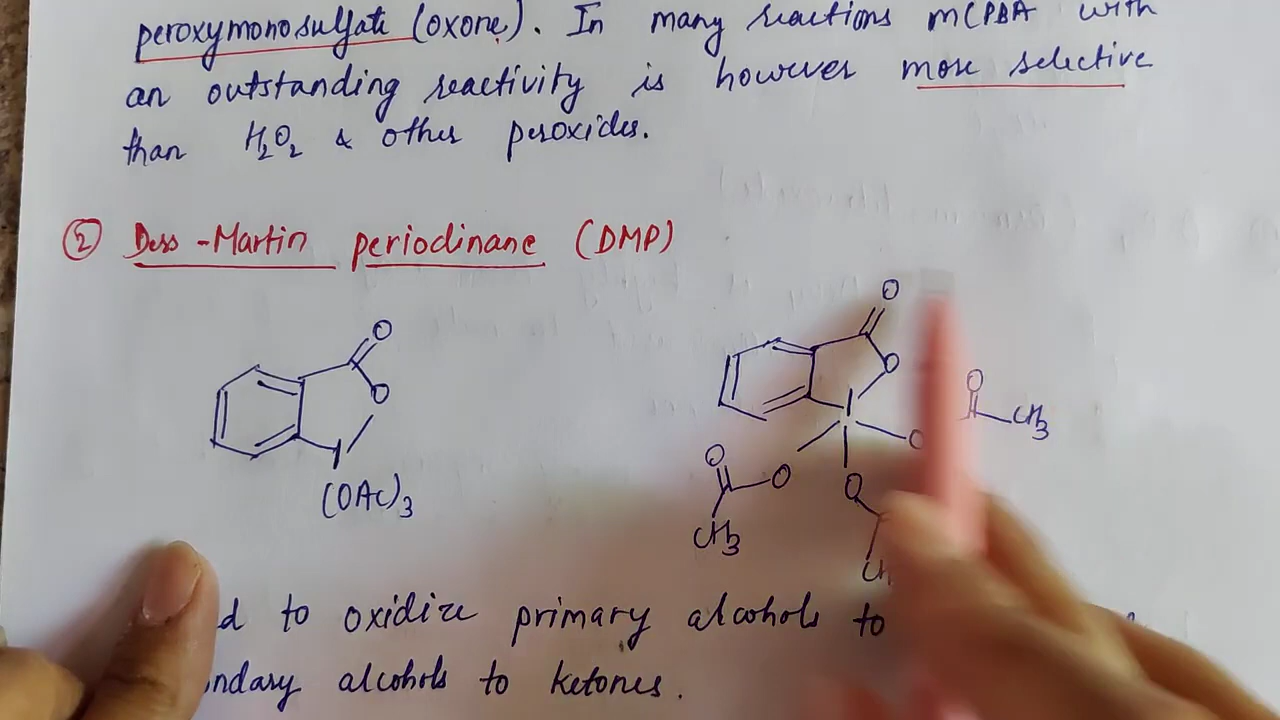 peroxymonosulfate (oxone). In many reactions mCPBA with
an outstanding reactivity is however more selective
than H₂O₂ & other peroxides.
② Dess-Martin periodinane (DMP)
O
O
I
(OAc)₃
O
O
I
O
O
CH₃
O
O
CH₃
O
to oxidize primary alcohols to
alcohols to ketones.